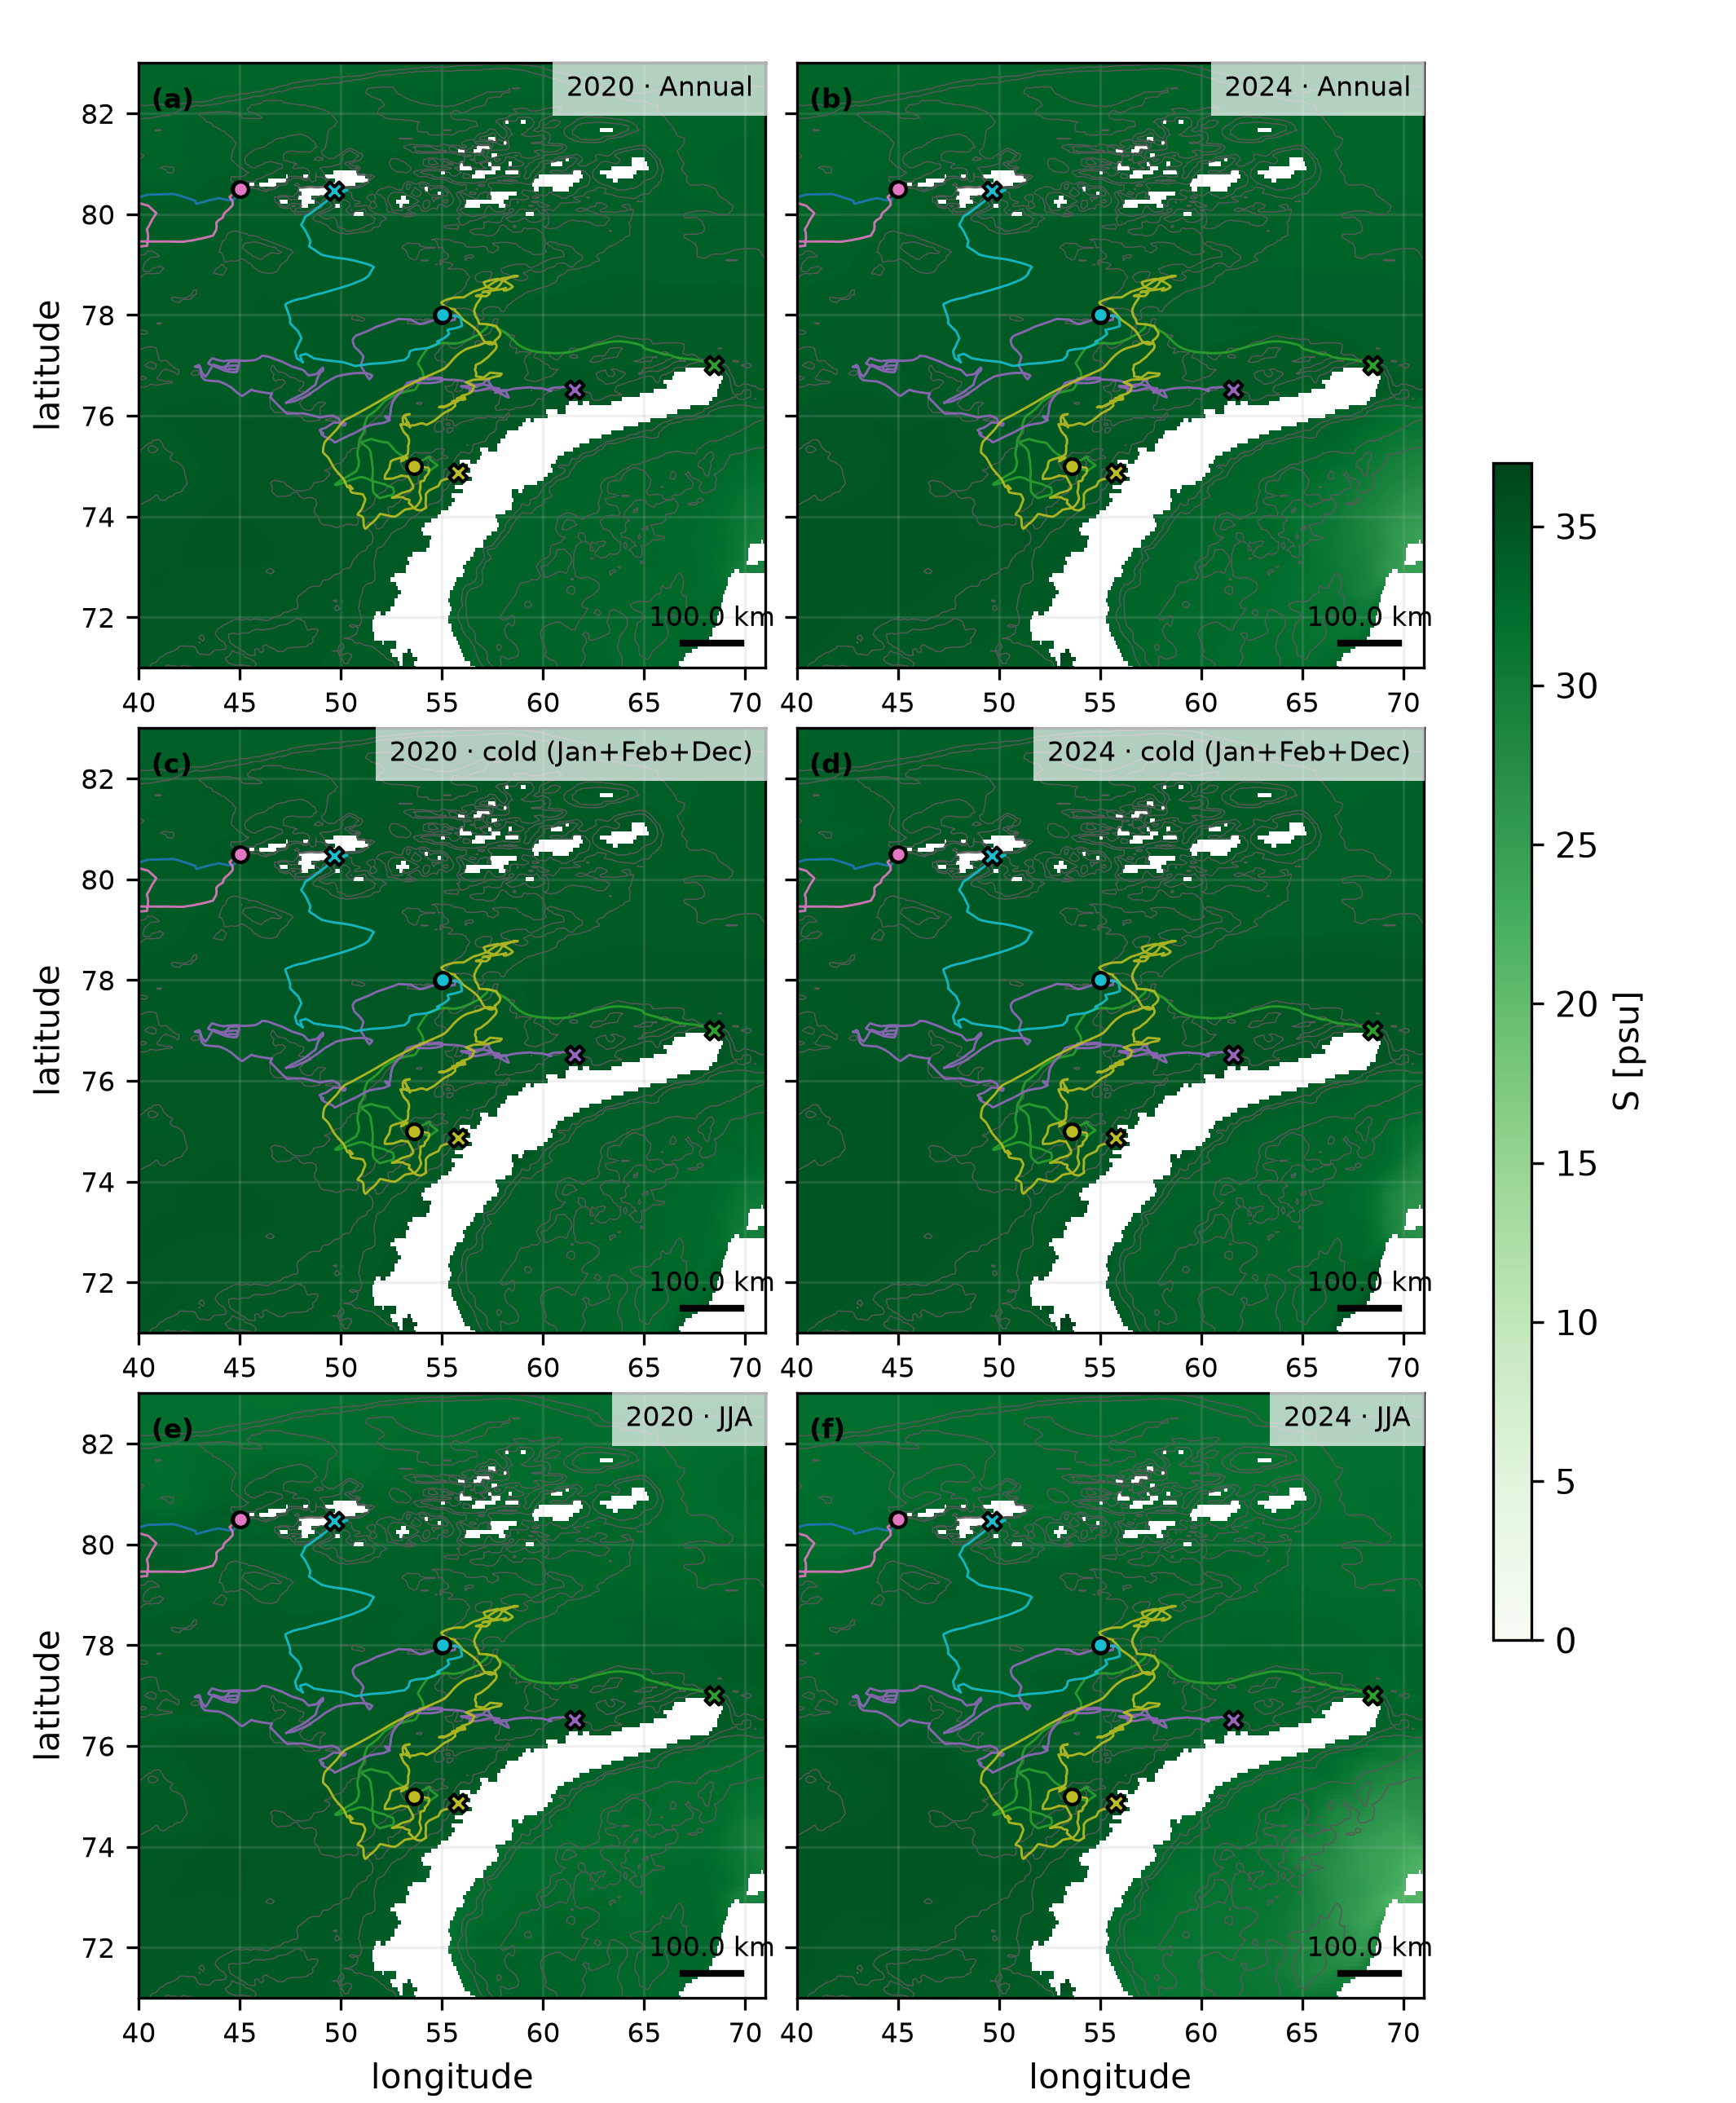 (a)
2020 · Annual
(b)
2024 · Annual
82
80
78
76
74
72
latitude
100.0 km
100.0 km
40 45 50 55 60 65 70
40 45 50 55 60 65 70
(c)
2020 · cold (Jan+Feb+Dec)
(d)
2024 · cold (Jan+Feb+Dec)
82
80
78
76
74
72
latitude
100.0 km
100.0 km
40 45 50 55 60 65 70
40 45 50 55 60 65 70
(e)
2020 · JJA
(f)
2024 · JJA
82
80
78
76
74
72
latitude
100.0 km
100.0 km
40 45 50 55 60 65 70
40 45 50 55 60 65 70
longitude
longitude
35
30
25
20
15
10
5
0
S [psu]